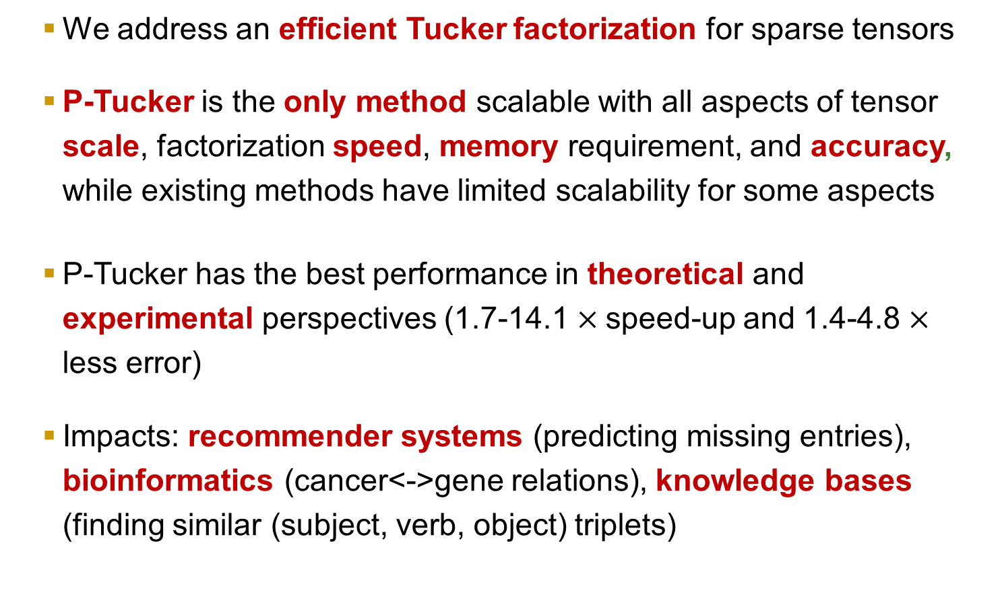 ▪ We address an efficient Tucker factorization for sparse tensors
▪ P-Tucker is the only method scalable with all aspects of tensor
scale, factorization speed, memory requirement, and accuracy,
while existing methods have limited scalability for some aspects
▪ P-Tucker has the best performance in theoretical and
experimental perspectives (1.7-14.1 × speed-up and 1.4-4.8 ×
less error)
▪ Impacts: recommender systems (predicting missing entries),
bioinformatics (cancer<->gene relations), knowledge bases
(finding similar (subject, verb, object) triplets)